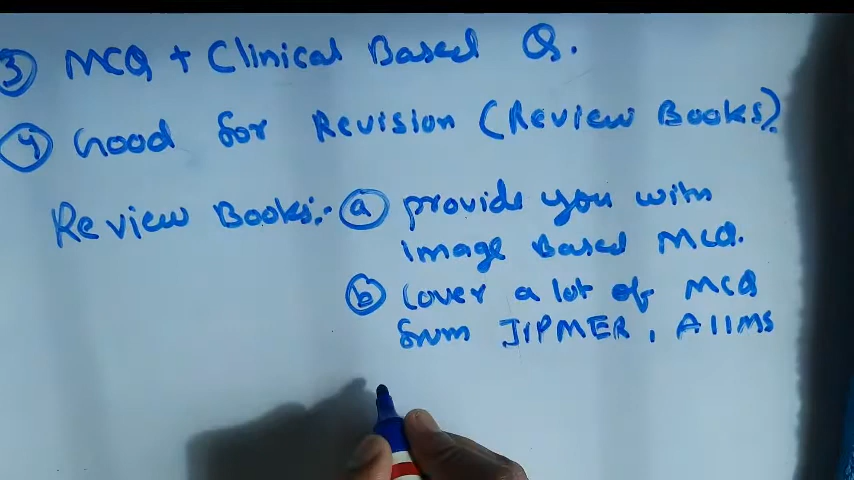 ③ MCQ + Clinical Based Q.
④ Good for Revision (Review Books).
Review Books:- ⓐ provide you with
image Based MCQ.
ⓑ Cover a lot of MCQ
from JIPMER, AIIMS